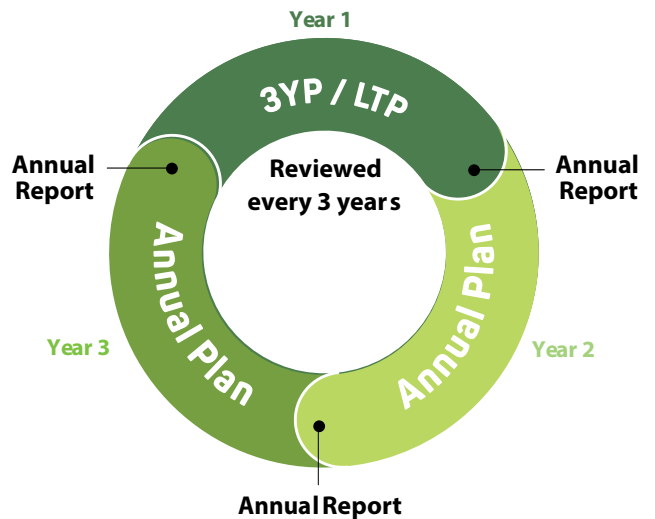 Year 1
3YP / LTP
Annual
Report
Reviewed
every 3 years
Annual
Report
Annual Plan
Annual Plan
Year 3
Year 2
Annual Report